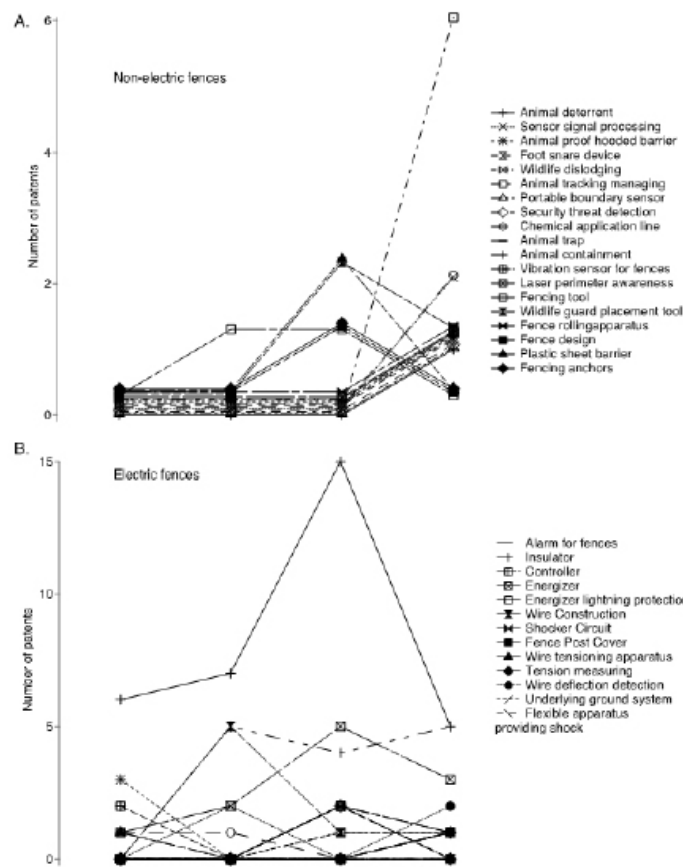 A.
6
Non-electric fences
4
2
0
Number of patents
Animal deterrent
Sensor signal processing
Animal proof hooded barrier
Foot snare device
Wildlife dislodging
Animal tracking managing
Portable boundary sensor
Security threat detection
Chemical application line
Animal trap
Animal containment
Vibration sensor for fences
Laser perimeter awareness
Fencing tool
Wildlife guard placement tool
Fence rollingapparatus
Fence design
Plastic sheet barrier
Fencing anchors
B.
15
Electric fences
10
5
0
Number of patents
Alarm for fences
Insulator
Controller
Energizer
Energizer lightning protectio
Wire Construction
Shocker Circuit
Fence Post Cover
Wire tensioning apparatus
Tension measuring
Wire deflection detection
Underlying ground system
Flexible apparatus
providing shock